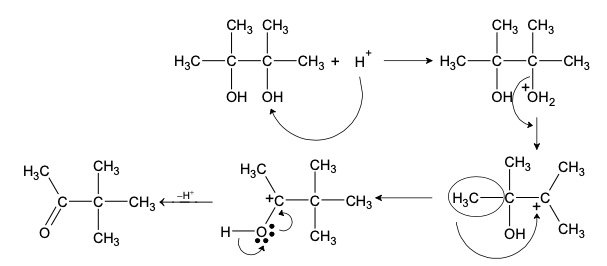 CH₃ CH₃
H₃C C C CH₃ + H⁺
OH OH
CH₃ CH₃
H₃C C C CH₃
OH +OH₂
CH₃ CH₃
H₃C C + C
OH CH₃
H₃C CH₃
+C C CH₃
H O CH₃
–H⁺
H₃C CH₃
C C CH₃
O CH₃